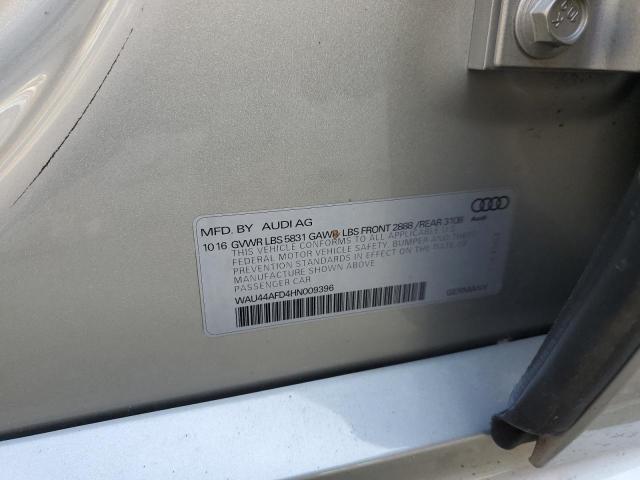 MFD. BY AUDI AG
10 16 GVWR LBS 5831 GAWR LBS FRONT 2888 /REAR 3108
THIS VEHICLE CONFORMS TO ALL APPLICABLE U.S.
FEDERAL MOTOR VEHICLE SAFETY, BUMPER AND THEFT
PREVENTION STANDARDS IN EFFECT ON THE DATE OF
MANUFACTURE SHOWN ABOVE
PASSENGER CAR
WAU44AFD4HN009396
GERMANY
Audi